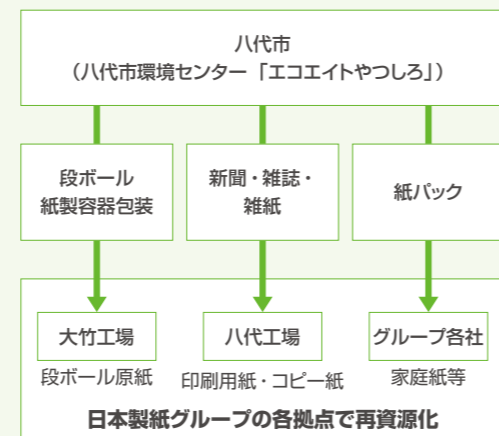 八代市
（八代市環境センター「エコエイトやつしろ」）
段ボール
紙製容器包装
新聞・雑誌・
雑紙
紙パック
大竹工場
八代工場
グループ各社
段ボール原紙
印刷用紙・コピー紙
家庭紙等
日本製紙グループの各拠点で再資源化